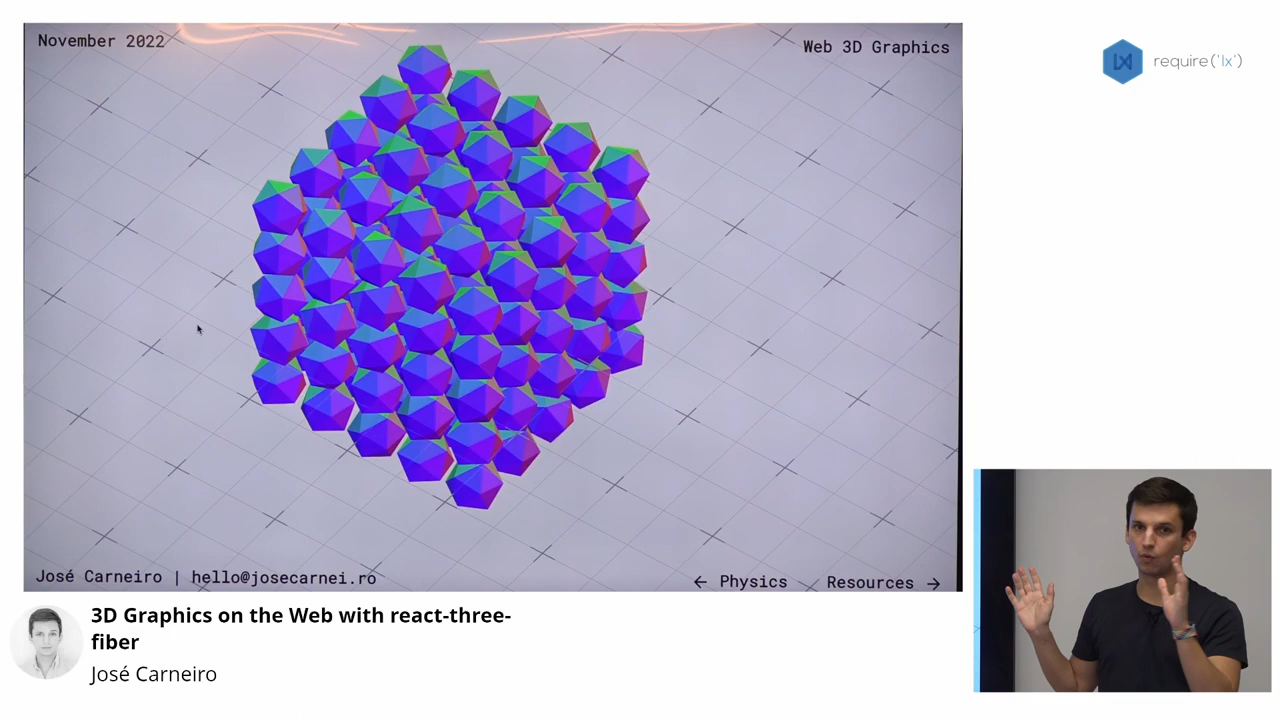 November 2022
Web 3D Graphics
require('lx')
José Carneiro | hello@josecarnei.ro
← Physics
Resources →
3D Graphics on the Web with react-three-
fiber
José Carneiro